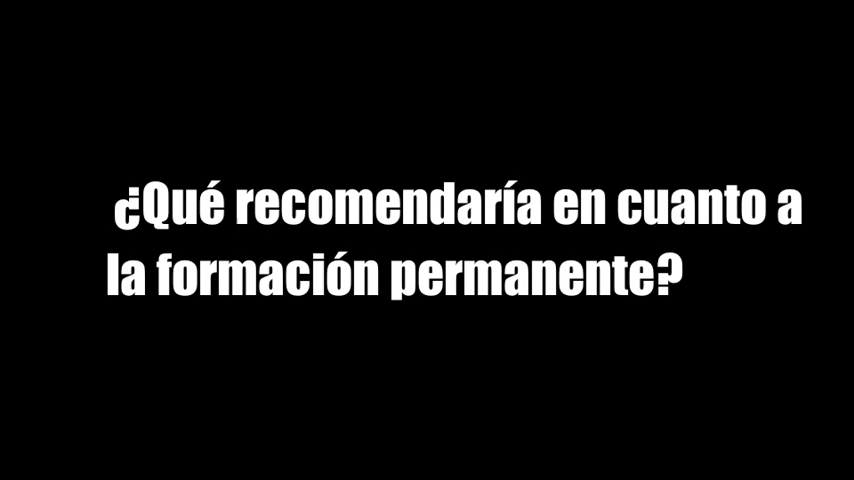 ¿Qué recomendaría en cuanto a
la formación permanente?